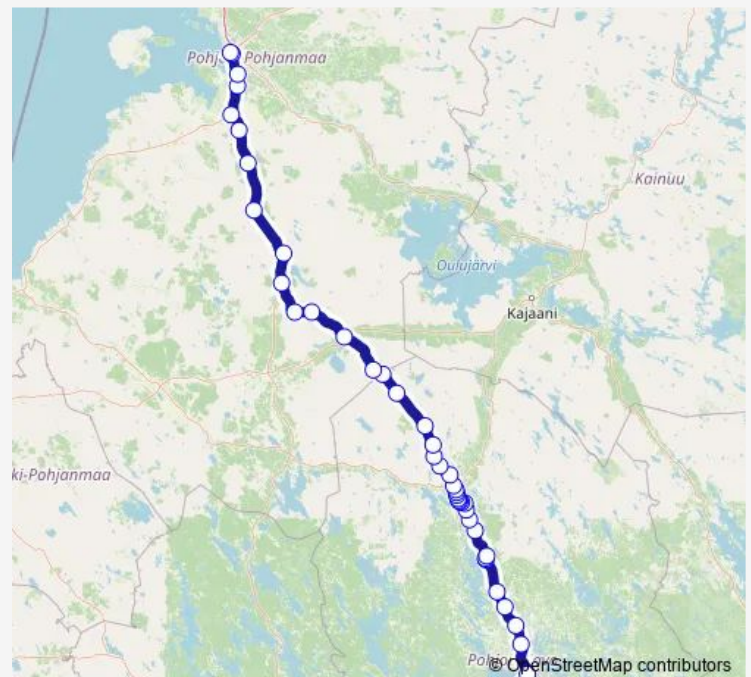 Pohj Pohjanmaa
Kainuu
Oulujärvi
Kajaani
ki-Pohjanmaa
© OpenStreetMap contributors